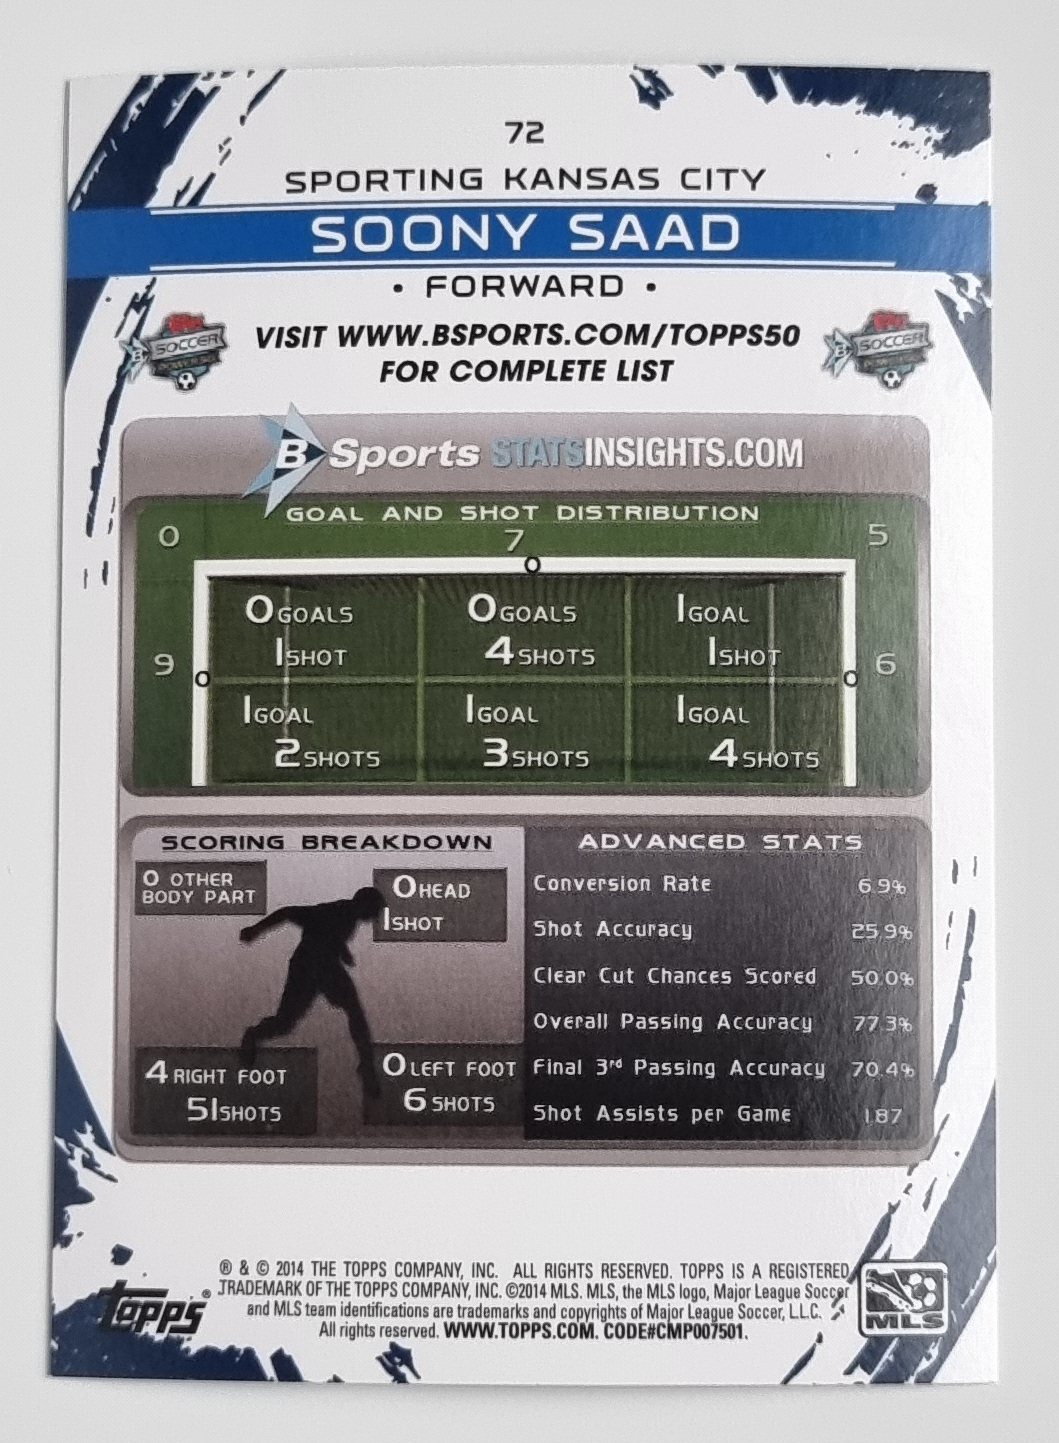 72
SPORTING KANSAS CITY
SOONY SAAD
• FORWARD •
VISIT WWW.BSPORTS.COM/TOPPS50
FOR COMPLETE LIST
SOCCER
SOCCER
B Sports STATSINSIGHTS.COM
GOAL AND SHOT DISTRIBUTION
0 7 5
0
0 GOALS 0 GOALS 1 GOAL
1 SHOT 4 SHOTS 1 SHOT
9 0 0 6
1 GOAL 1 GOAL 1 GOAL
2 SHOTS 3 SHOTS 4 SHOTS
SCORING BREAKDOWN
0 OTHER
BODY PART
0 HEAD
1 SHOT
4 RIGHT FOOT
51 SHOTS
0 LEFT FOOT
6 SHOTS
ADVANCED STATS
Conversion Rate 6.9%
Shot Accuracy 25.9%
Clear Cut Chances Scored 50.0%
Overall Passing Accuracy 77.3%
Final 3rd Passing Accuracy 70.4%
Shot Assists per Game 1.87
® & © 2014 THE TOPPS COMPANY, INC. ALL RIGHTS RESERVED. TOPPS IS A REGISTERED
TRADEMARK OF THE TOPPS COMPANY, INC. ©2014 MLS. MLS, the MLS logo, Major League Soccer
and MLS team identifications are trademarks and copyrights of Major League Soccer, L.L.C.
All rights reserved. WWW.TOPPS.COM. CODE#CMP007501.
Topps®
MLS